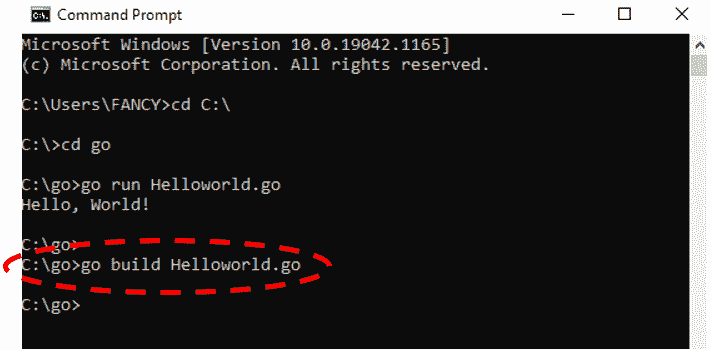 Command Prompt
Microsoft Windows [Version 10.0.19042.1165]
(c) Microsoft Corporation. All rights reserved.
C:\Users\FANCY>cd C:\
C:\>cd go
C:\go>go run Helloworld.go
Hello, World!
C:\go>
C:\go>go build Helloworld.go
C:\go>